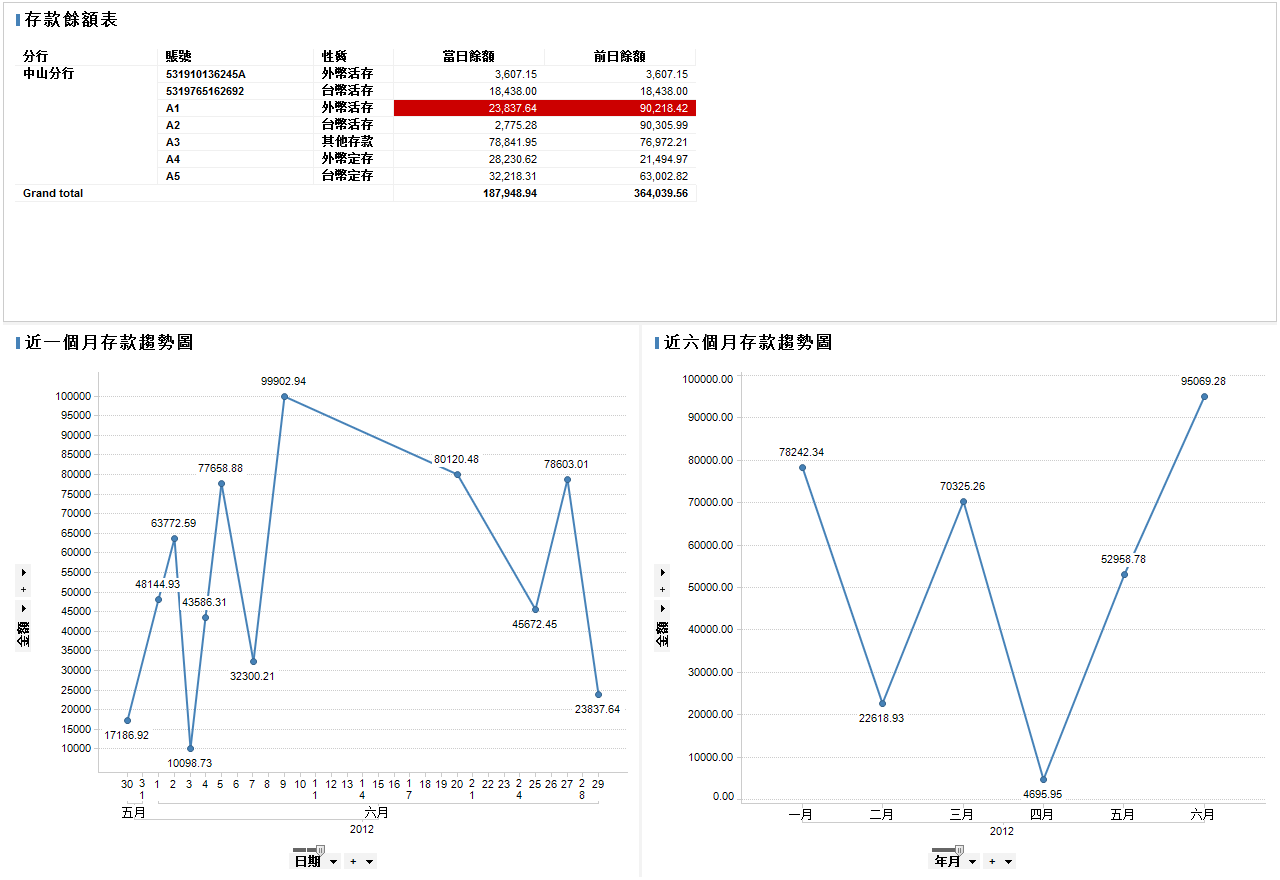 存款餘額表
分行 賬號 性質 當日餘額 前日餘額
中山分行 531910136245A 外幣活存 3,607.15 3,607.15
5319765162692 台幣活存 18,438.00 18,438.00
A1 外幣活存 23,837.64 90,218.42
A2 台幣活存 2,775.28 90,305.99
A3 其他存款 78,841.95 76,972.21
A4 外幣定存 28,230.62 21,494.97
A5 台幣定存 32,218.31 63,002.82
Grand total 187,948.94 364,039.56
近一個月存款趨勢圖
99902.94
100000
95000
90000
85000
80120.48
80000
77658.88
78603.01
75000
70000
65000
63772.59
60000
55000
50000
48144.93
45000
43586.31
45672.45
40000
35000
32300.21
30000
25000
23837.64
20000
17186.92
15000
10000
10098.73
金額
30 31 1 2 3 4 5 6 7 8 9 10 11 12 13 14 15 16 17 18 19 20 21 22 23 24 25 26 27 28 29
五月 六月
2012
日期 +
近六個月存款趨勢圖
100000.00
95069.28
90000.00
80000.00
78242.34
70000.00
70325.26
60000.00
52958.78
50000.00
40000.00
30000.00
20000.00
22618.93
10000.00
4695.95
0.00
金額
一月 二月 三月 四月 五月 六月
2012
年月 +